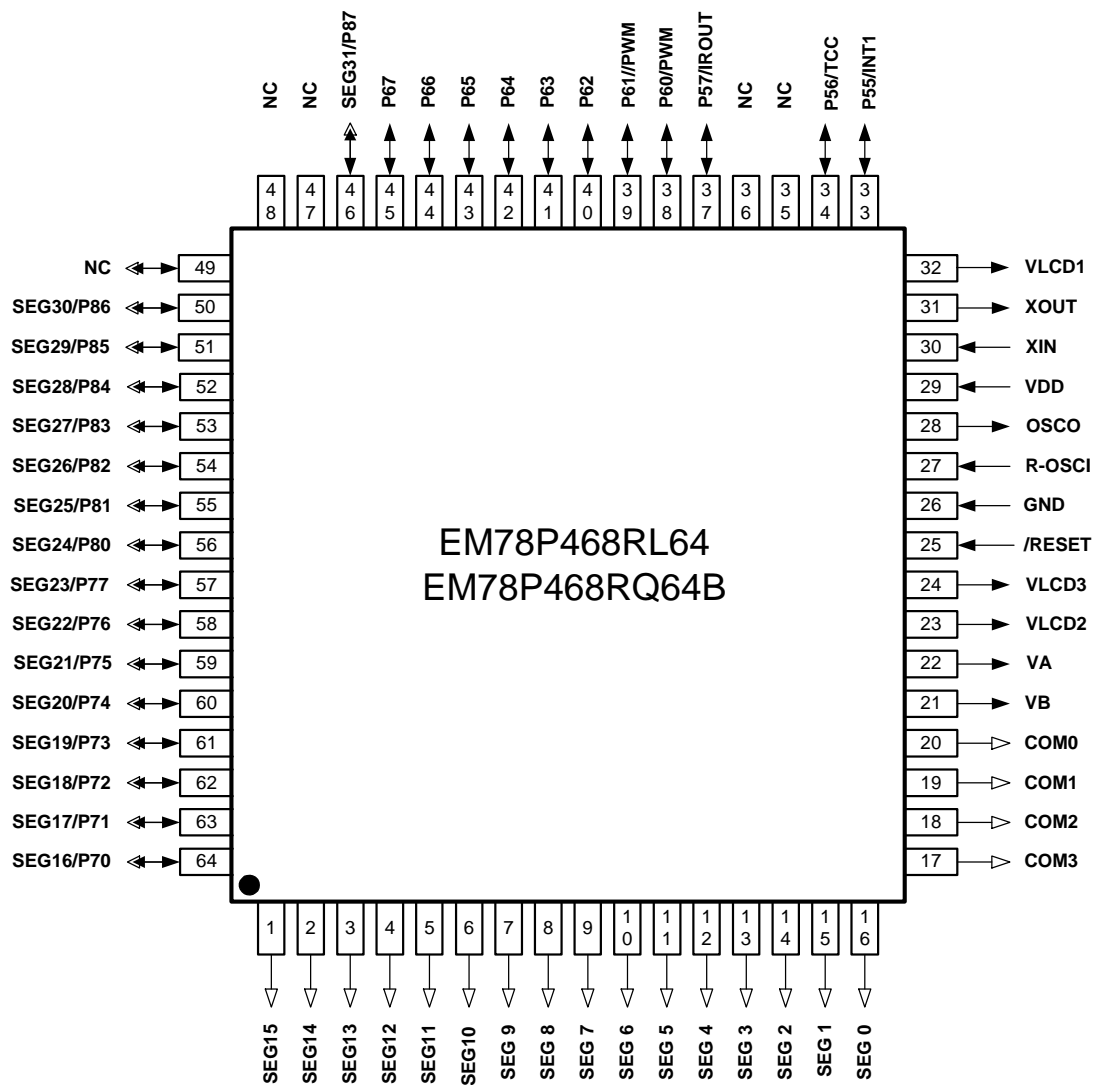 NC
NC
SEG31/P87
P67
P66
P65
P64
P63
P62
P61//PWM
P60/PWM
P57/IROUT
NC
NC
P56/TCC
P55/INT1
48
47
46
45
44
43
42
41
40
39
38
37
36
35
34
33
NC 49
SEG30/P86 50
SEG29/P85 51
SEG28/P84 52
SEG27/P83 53
SEG26/P82 54
SEG25/P81 55
SEG24/P80 56
SEG23/P77 57
SEG22/P76 58
SEG21/P75 59
SEG20/P74 60
SEG19/P73 61
SEG18/P72 62
SEG17/P71 63
SEG16/P70 64
EM78P468RL64
EM78P468RQ64B
32 VLCD1
31 XOUT
30 XIN
29 VDD
28 OSCO
27 R-OSCI
26 GND
25 /RESET
24 VLCD3
23 VLCD2
22 VA
21 VB
20 COM0
19 COM1
18 COM2
17 COM3
1
2
3
4
5
6
7
8
9
10
11
12
13
14
15
16
SEG15
SEG14
SEG13
SEG12
SEG11
SEG10
SEG 9
SEG 8
SEG 7
SEG 6
SEG 5
SEG 4
SEG 3
SEG 2
SEG 1
SEG 0